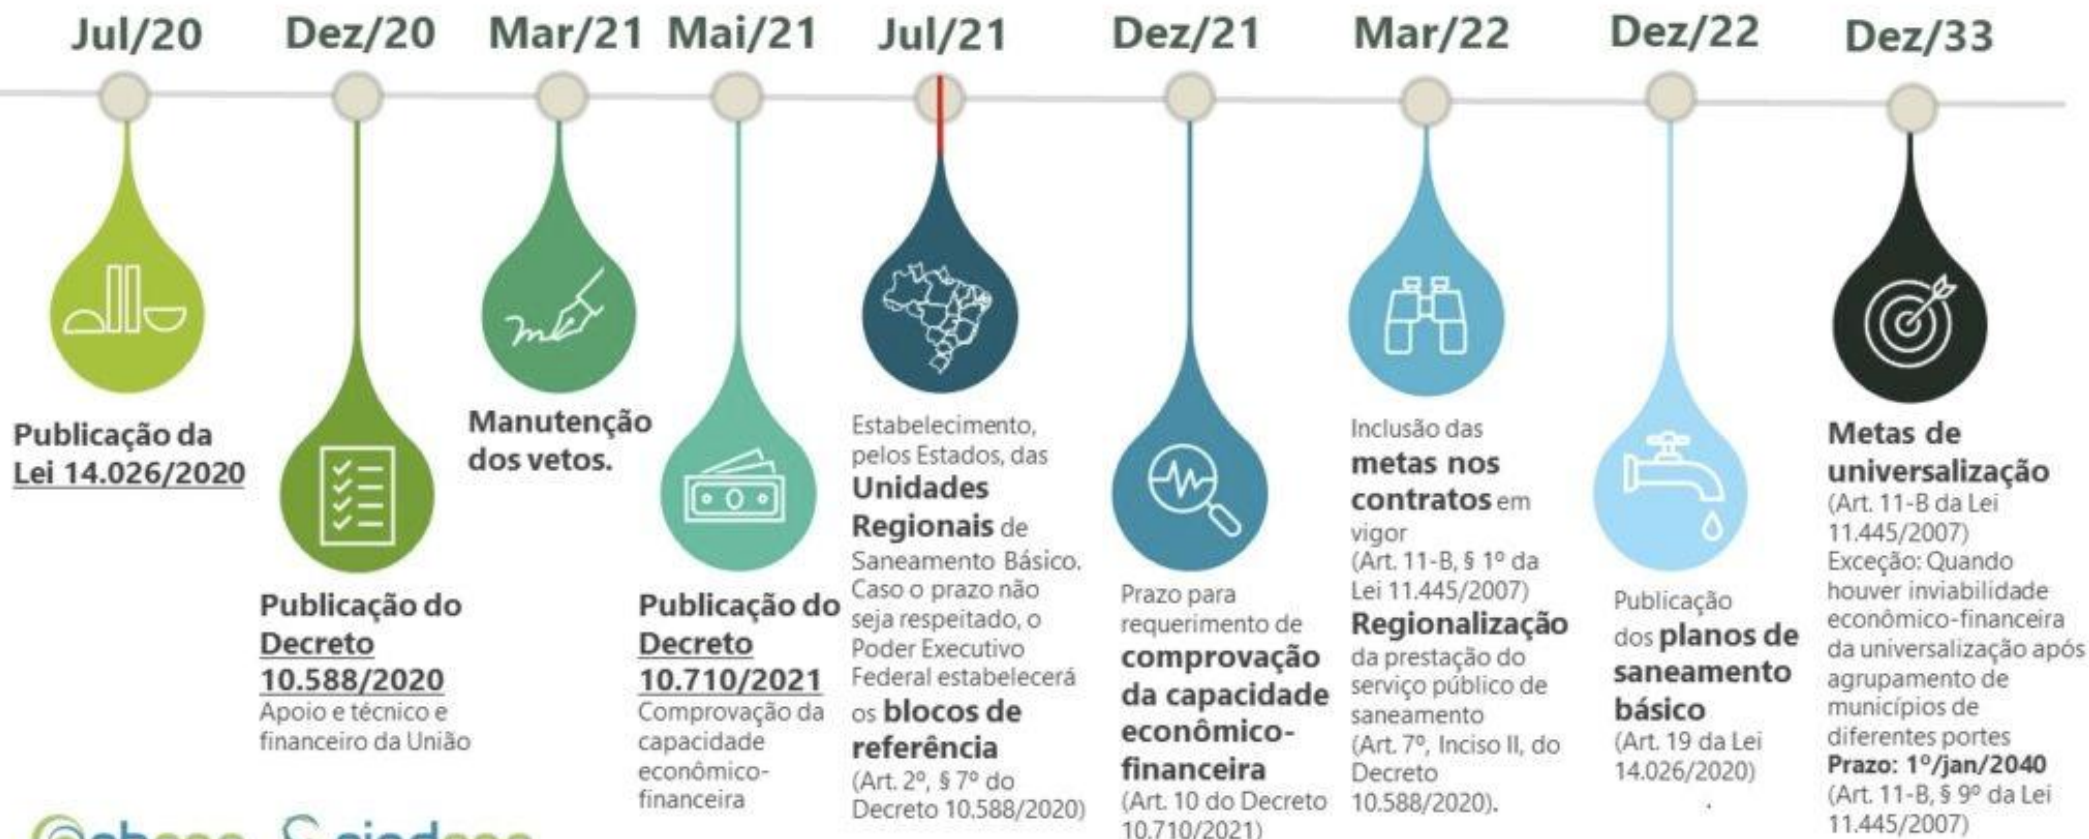 Jul/20
Dez/20
Mar/21
Mai/21
Jul/21
Dez/21
Mar/22
Dez/22
Dez/33
Publicação da
Lei 14.026/2020
Publicação do
Decreto
10.588/2020
Apoio e técnico e
financeiro da União
Manutenção
dos vetos.
Publicação do
Decreto
10.710/2021
Comprovação da
capacidade
econômico-
financeira
Estabelecimento,
pelos Estados, das
Unidades
Regionais de
Saneamento Básico.
Caso o prazo não
seja respeitado, o
Poder Executivo
Federal estabelecerá
os blocos de
referência
(Art. 2º, § 7º do
Decreto 10.588/2020)
Prazo para
requerimento de
comprovação
da capacidade
econômico-
financeira
(Art. 10 do Decreto
10.710/2021)
Inclusão das
metas nos
contratos em
vigor
(Art. 11-B, § 1º da
Lei 11.445/2007)
Regionalização
da prestação do
serviço público de
saneamento
(Art. 7º, Inciso II, do
Decreto
10.588/2020).
Publicação
dos planos de
saneamento
básico
(Art. 19 da Lei
14.026/2020)
.
Metas de
universalização
(Art. 11-B da Lei
11.445/2007)
Exceção: Quando
houver inviabilidade
econômico-financeira
da universalização após
agrupamento de
municípios de
diferentes portes
Prazo: 1º/jan/2040
(Art. 11-B, § 9º da Lei
11.445/2007)